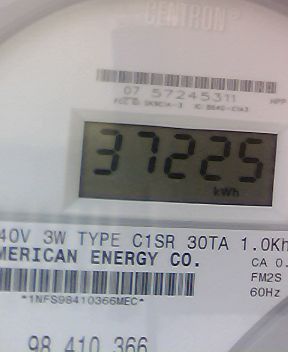 CENTRON®
07 57245311
37225
kWh
40V 3W TYPE C1SR 30TA 1.0Kh
MERICAN ENERGY CO.
CA 0.
FM2S
60Hz
*1NFS98410366MEC*
98 410 366